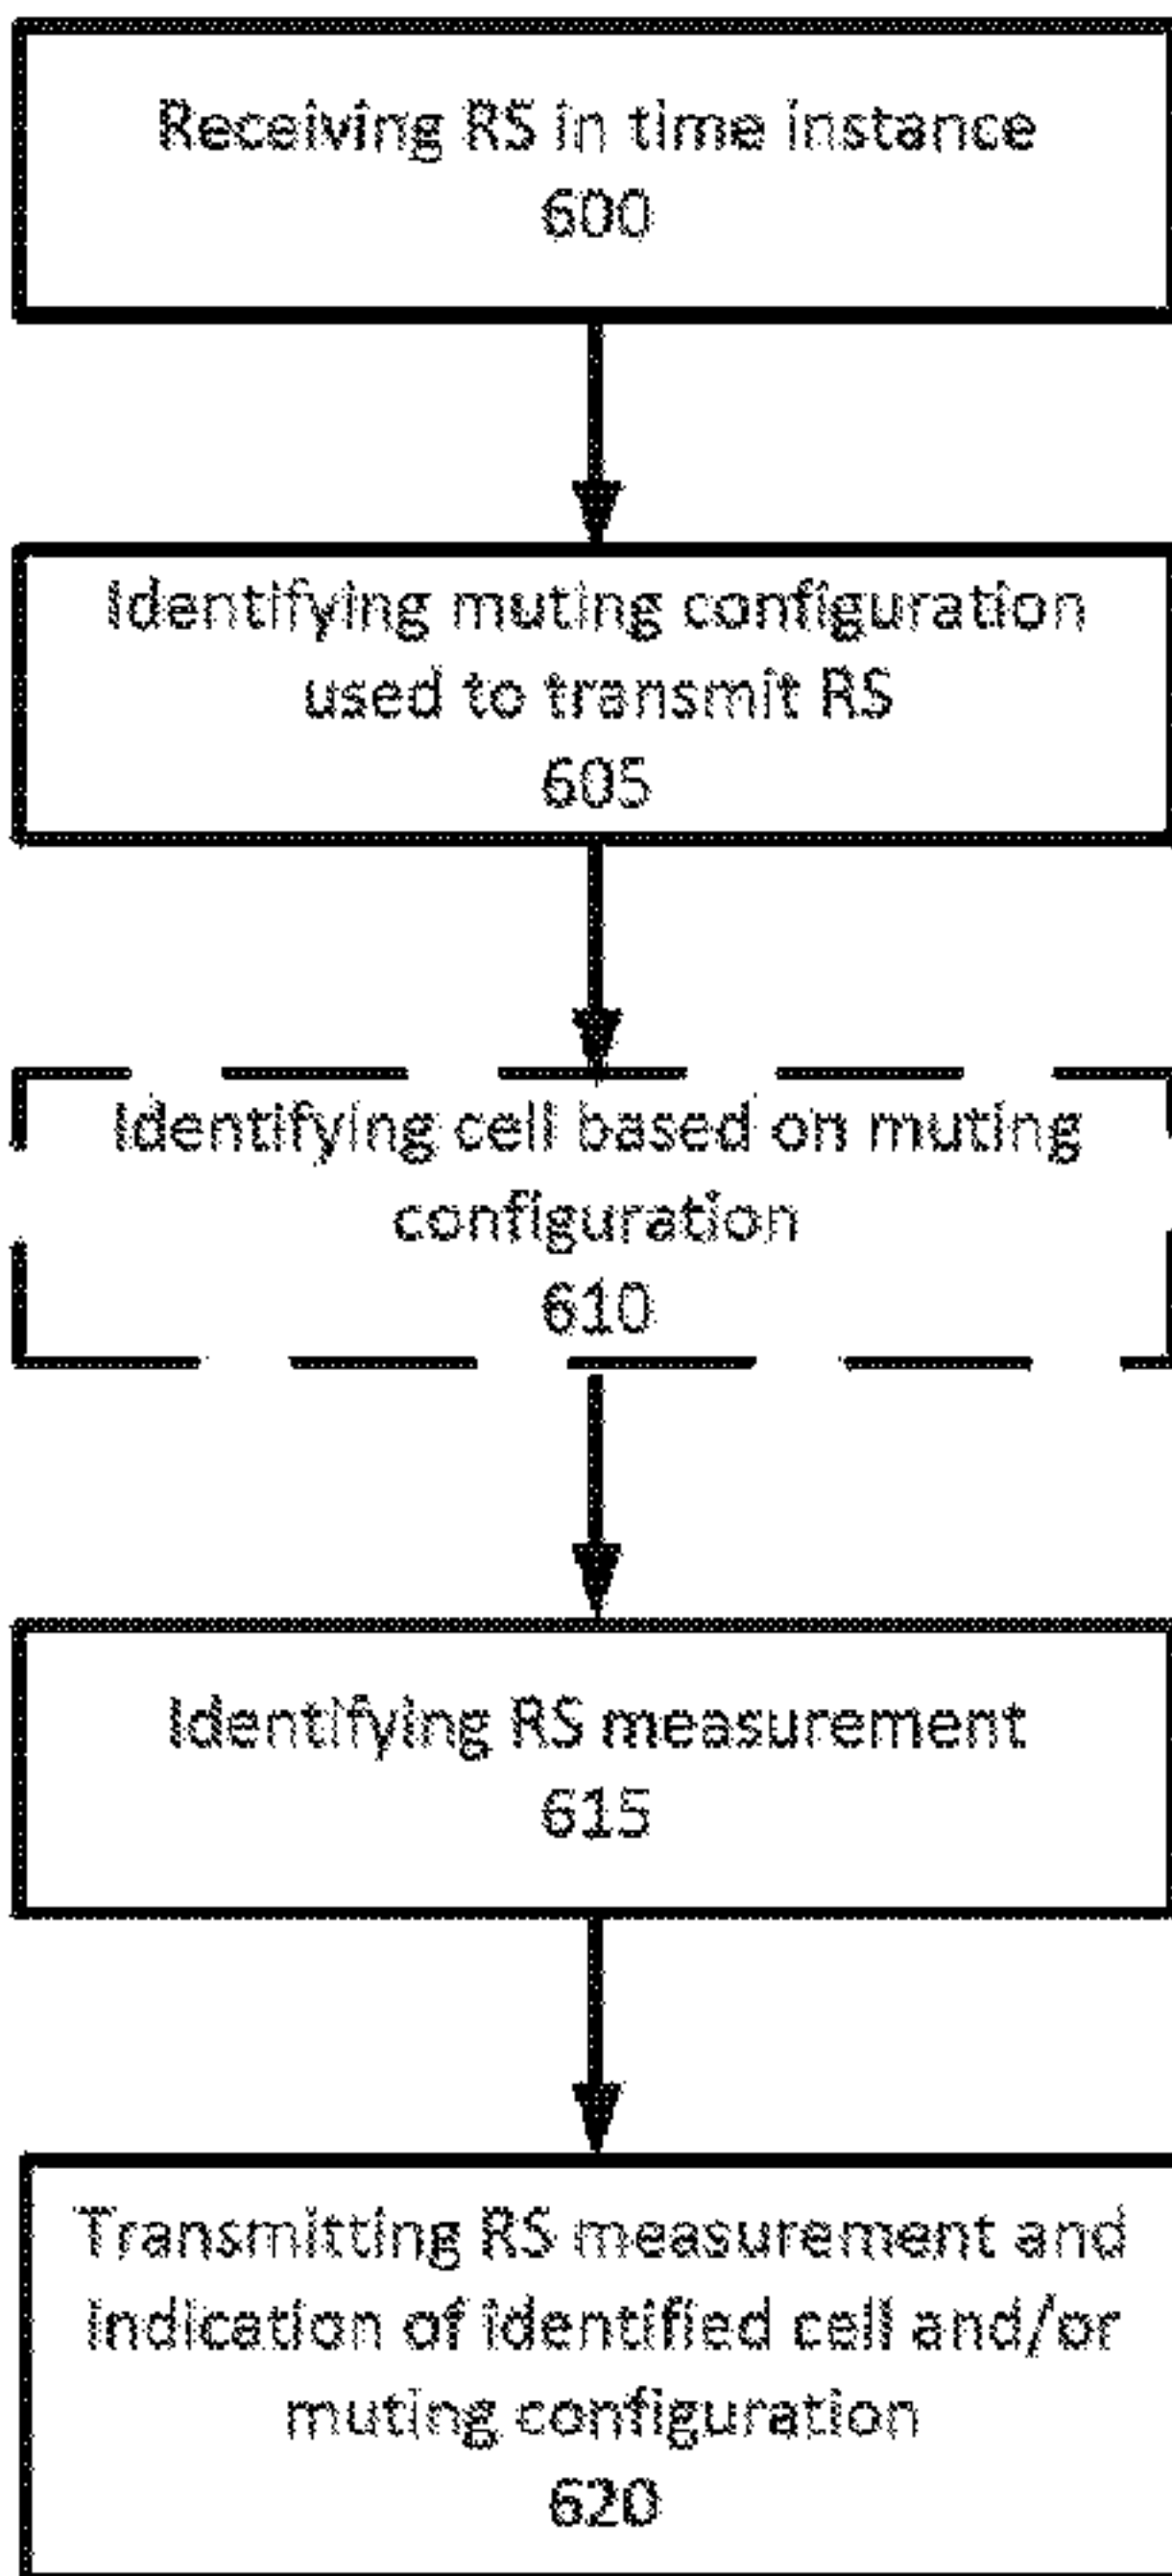 Receiving RS in time instance
600
Identifying muting configuration
used to transmit RS
605
Identifying cell based on muting
configuration
610
Identifying RS measurement
615
Transmitting RS measurement and
indication of identified cell and/or
muting configuration
620